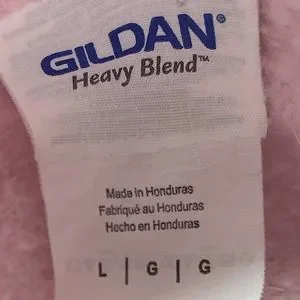 GILDAN®
Heavy Blend™
Made in Honduras
Fabriqué au Honduras
Hecho en Honduras
L | G | G